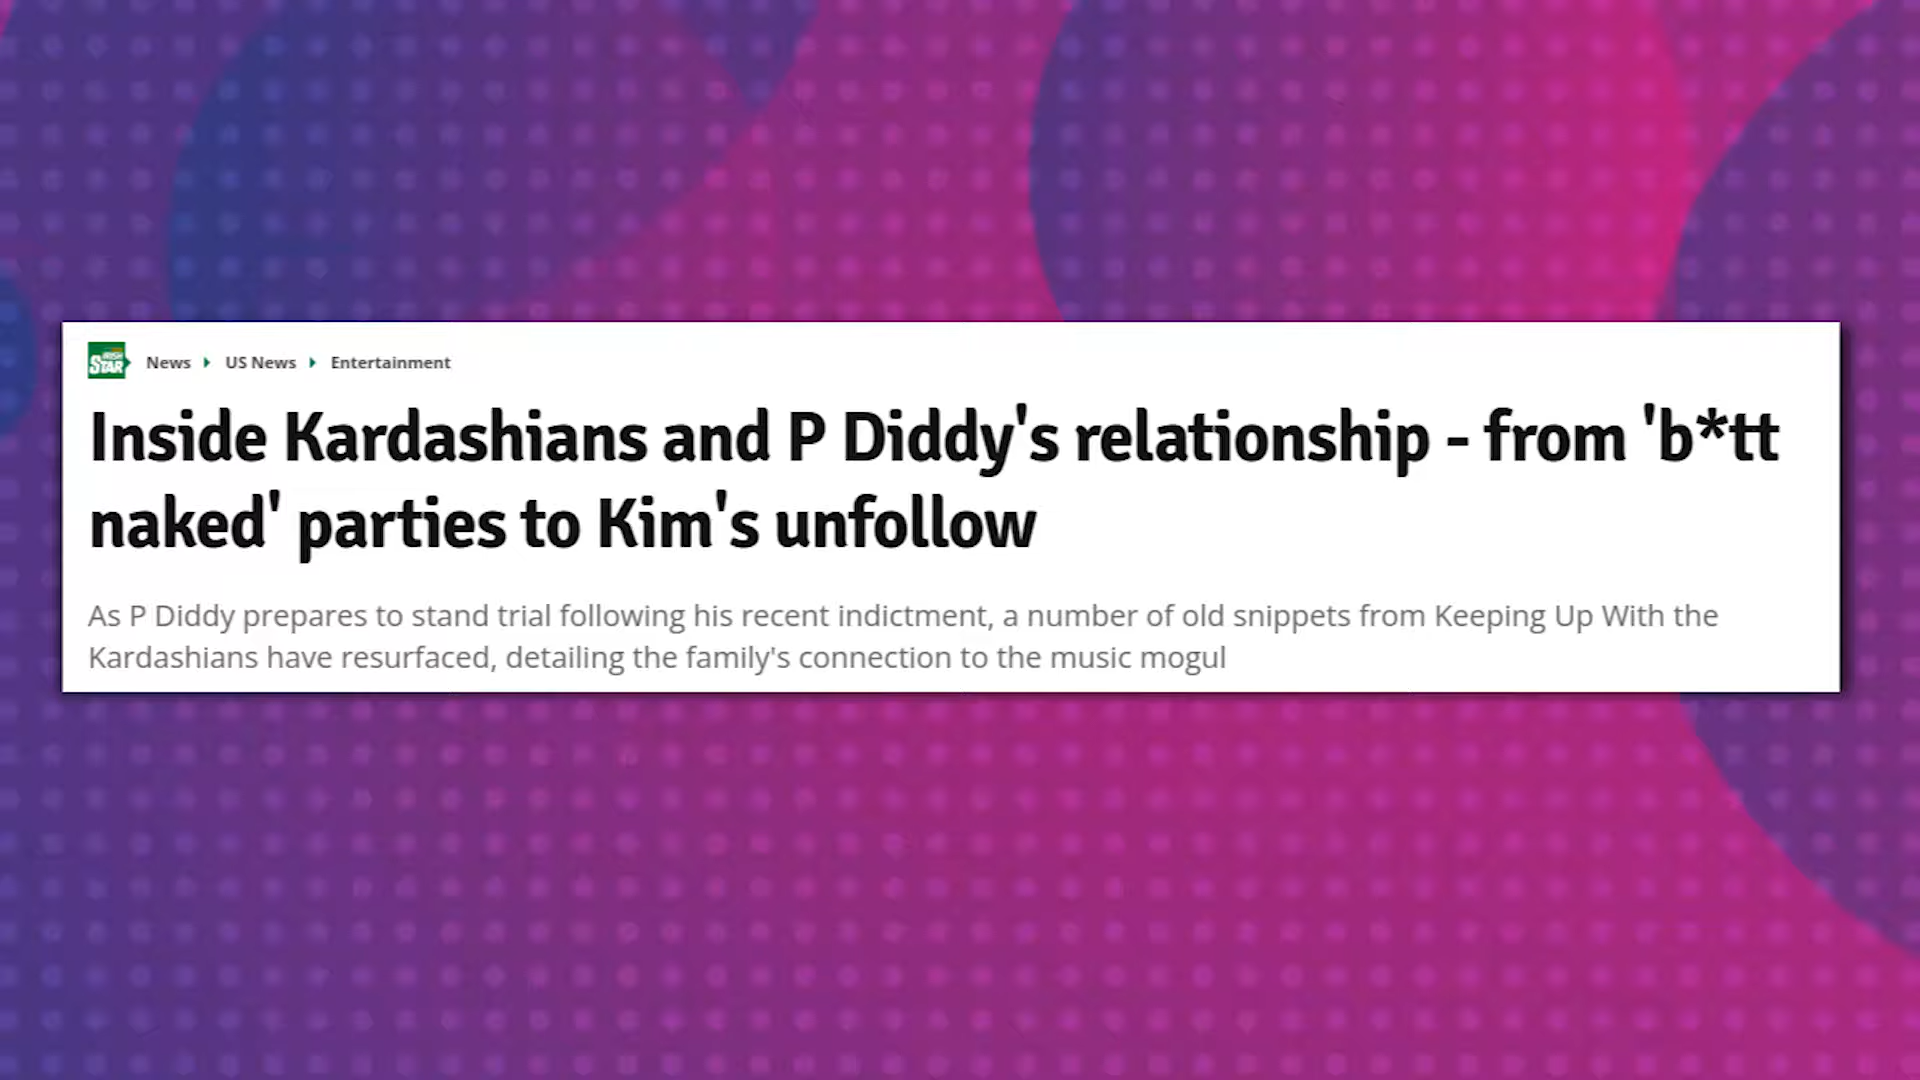 IRISH
STAR
News US News Entertainment
Inside Kardashians and P Diddy's relationship - from 'b*tt
naked' parties to Kim's unfollow
As P Diddy prepares to stand trial following his recent indictment, a number of old snippets from Keeping Up With the
Kardashians have resurfaced, detailing the family's connection to the music mogul